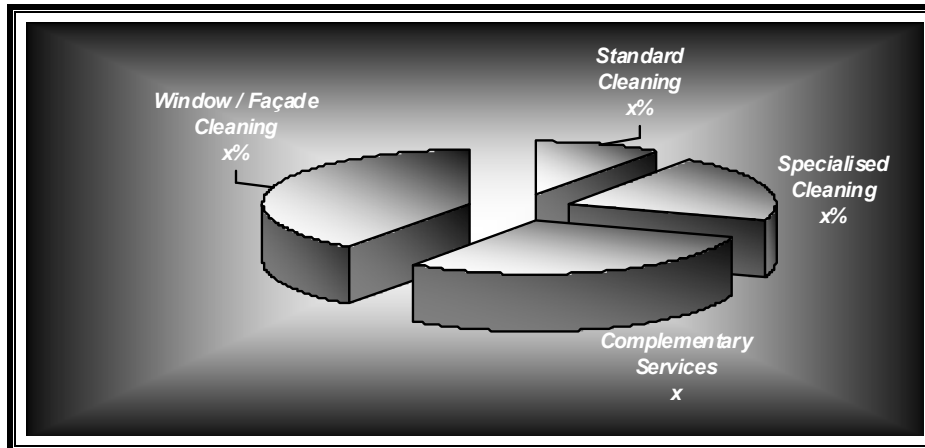 Standard
Cleaning
x%
Window / Façade
Cleaning
x%
Specialised
Cleaning
x%
Complementary
Services
x